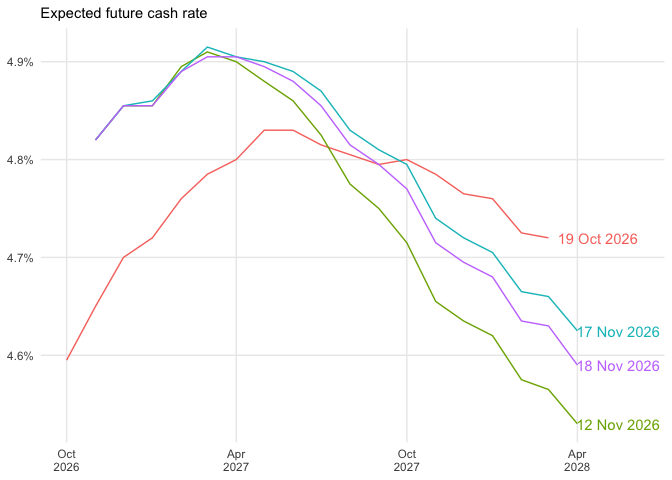 Expected future cash rate
4.9%
4.8%
4.7%
4.6%
19 Oct 2026
17 Nov 2026
18 Nov 2026
12 Nov 2026
Oct
2026
Apr
2027
Oct
2027
Apr
2028